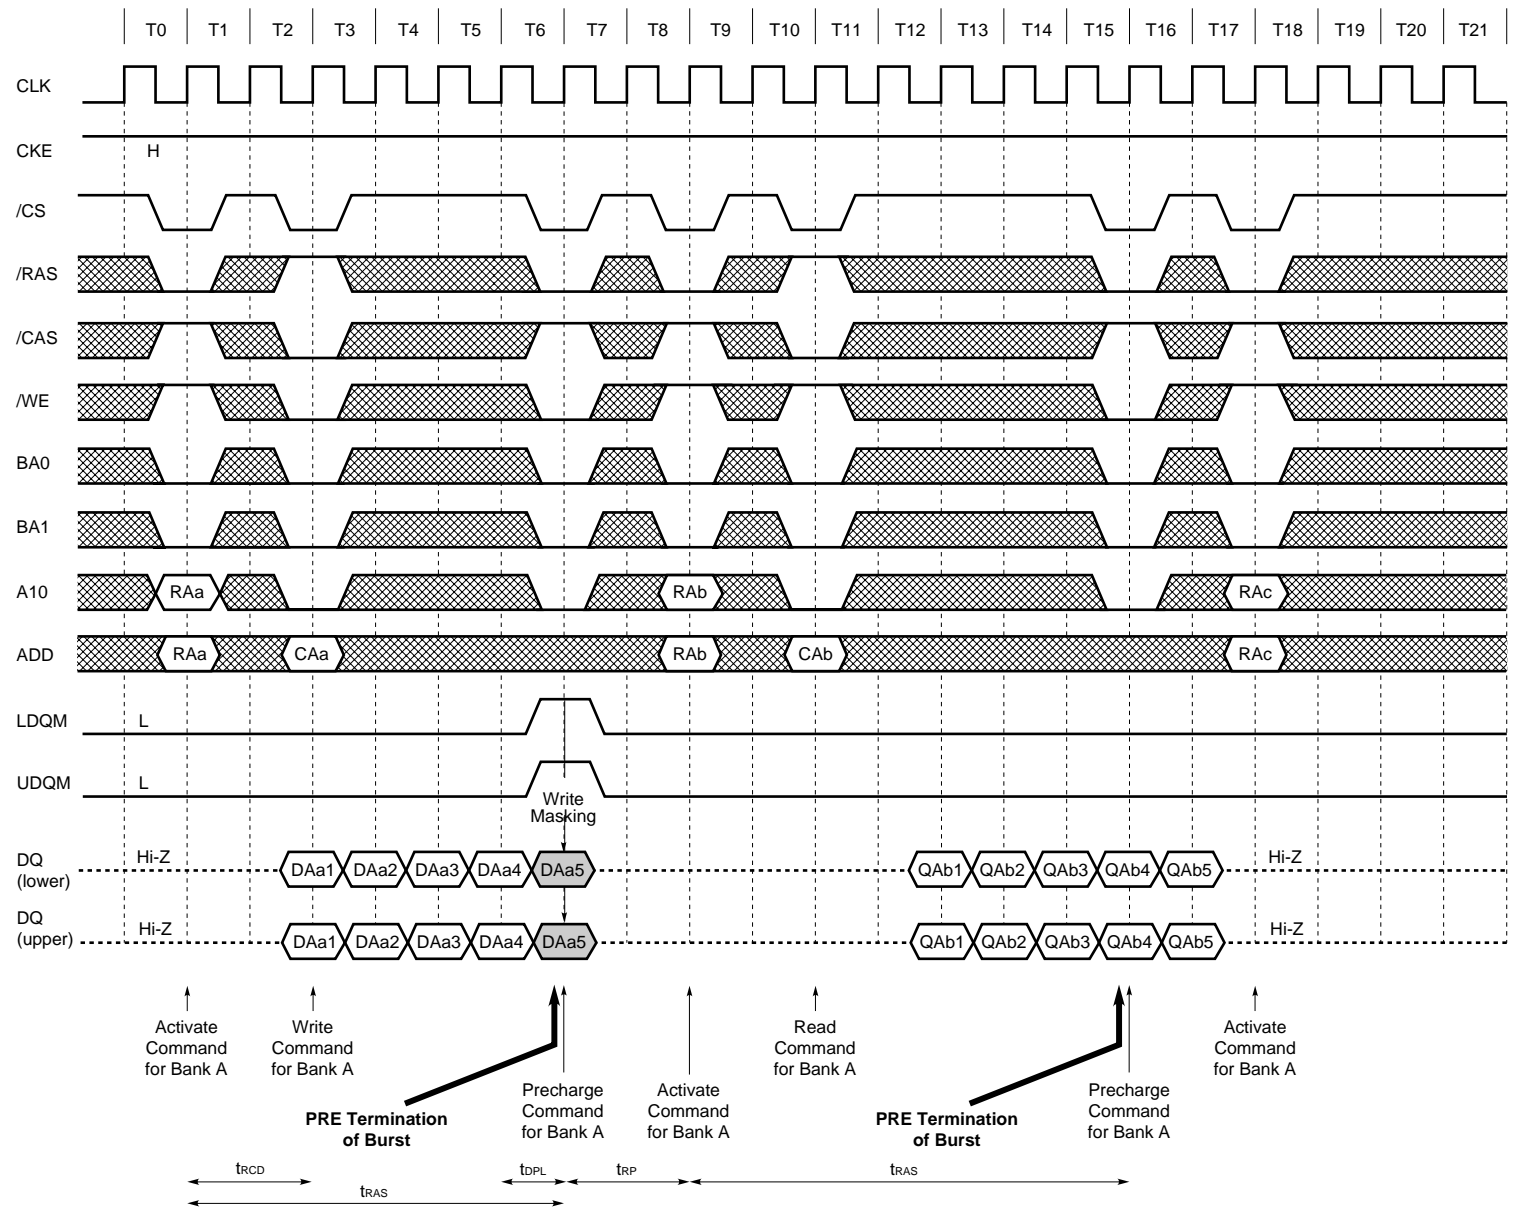 T0 T1 T2 T3 T4 T5 T6 T7 T8 T9 T10 T11 T12 T13 T14 T15 T16 T17 T18 T19 T20 T21
CLK
CKE H
/CS
/RAS
/CAS
/WE
BA0
BA1
A10 RAa RAb RAc
ADD RAa CAa RAb CAb RAc
LDQM L
UDQM L
Write
Masking
DQ
(lower)
Hi-Z DAa1 DAa2 DAa3 DAa4 DAa5 QAb1 QAb2 QAb3 QAb4 QAb5 Hi-Z
DQ
(upper)
Hi-Z DAa1 DAa2 DAa3 DAa4 DAa5 QAb1 QAb2 QAb3 QAb4 QAb5 Hi-Z
Activate
Command
for Bank A
Write
Command
for Bank A
PRE Termination
of Burst
Precharge
Command
for Bank A
Activate
Command
for Bank A
Read
Command
for Bank A
PRE Termination
of Burst
Precharge
Command
for Bank A
Activate
Command
for Bank A
tRCD tDPL tRP tRAS
tRAS